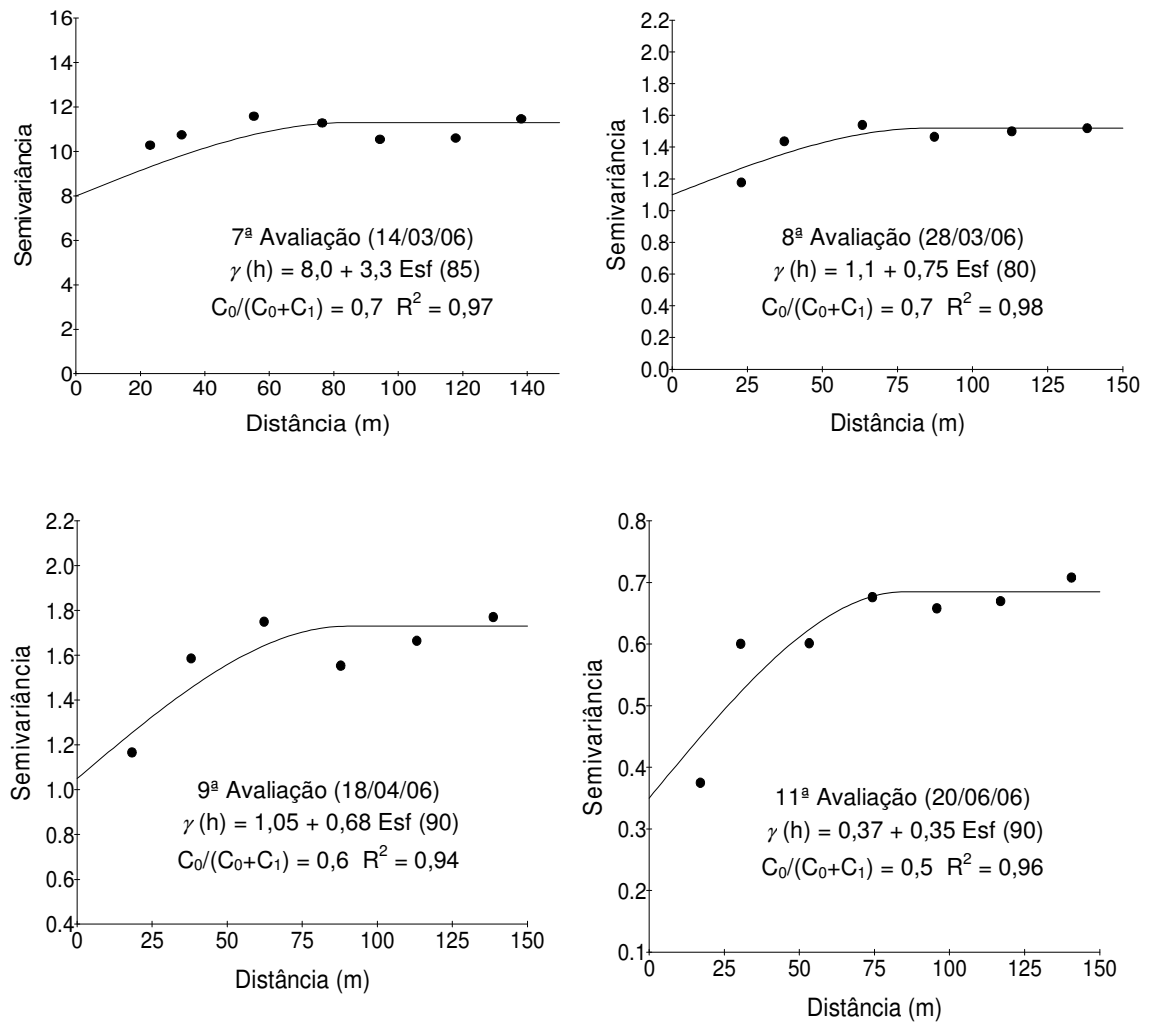 16
14
12
10
8
6
4
2
0
Semivariância
0 20 40 60 80 100 120 140
Distância (m)
7ª Avaliação (14/03/06)
γ (h) = 8,0 + 3,3 Esf (85)
C₀/(C₀+C₁) = 0,7 R² = 0,97
2.2
2.0
1.8
1.6
1.4
1.2
1.0
0.8
0.6
0.4
0.2
0.0
Semivariância
0 25 50 75 100 125 150
Distância (m)
8ª Avaliação (28/03/06)
γ (h) = 1,1 + 0,75 Esf (80)
C₀/(C₀+C₁) = 0,7 R² = 0,98
2.2
2.0
1.8
1.6
1.4
1.2
1.0
0.8
0.6
0.4
Semivariância
0 25 50 75 100 125 150
Distância (m)
9ª Avaliação (18/04/06)
γ (h) = 1,05 + 0,68 Esf (90)
C₀/(C₀+C₁) = 0,6 R² = 0,94
0.8
0.7
0.6
0.5
0.4
0.3
0.2
0.1
Semivariância
0 25 50 75 100 125 150
Distância (m)
11ª Avaliação (20/06/06)
γ (h) = 0,37 + 0,35 Esf (90)
C₀/(C₀+C₁) = 0,5 R² = 0,96